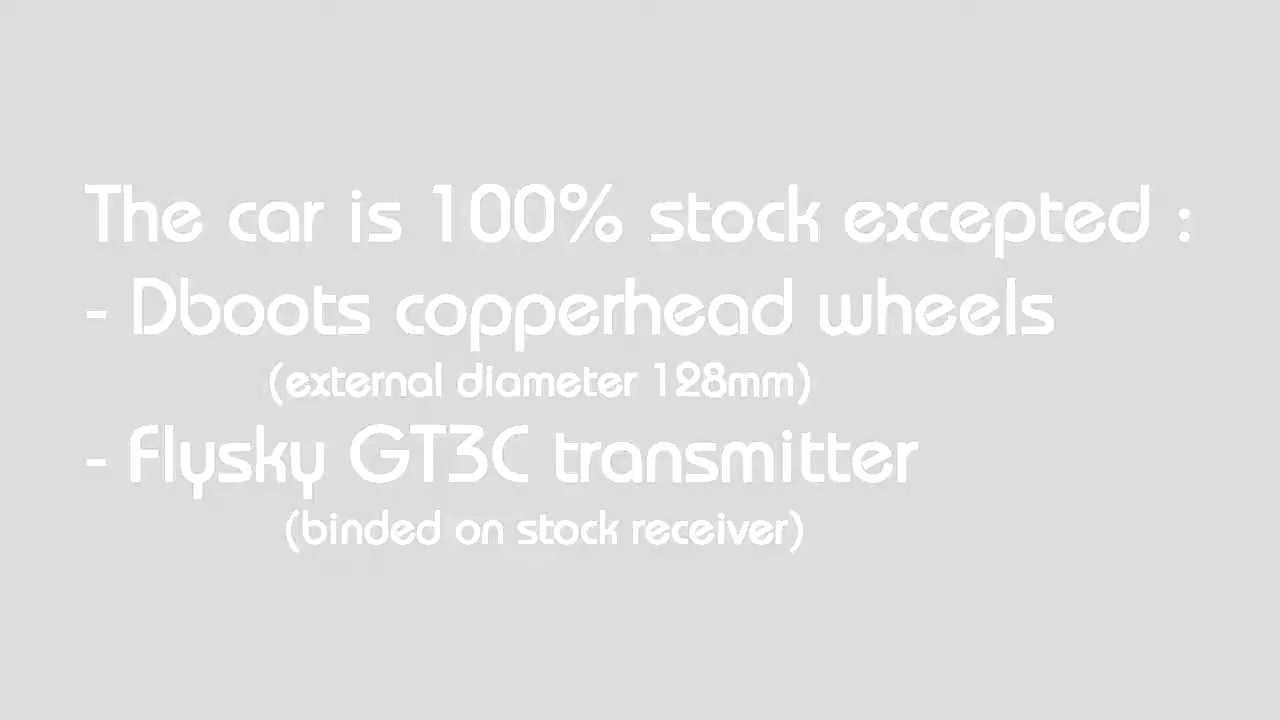 The car is 100% stock excepted :
- Dboots copperhead wheels
(external diameter 128mm)
- Flysky GT3C transmitter
(binded on stock receiver)